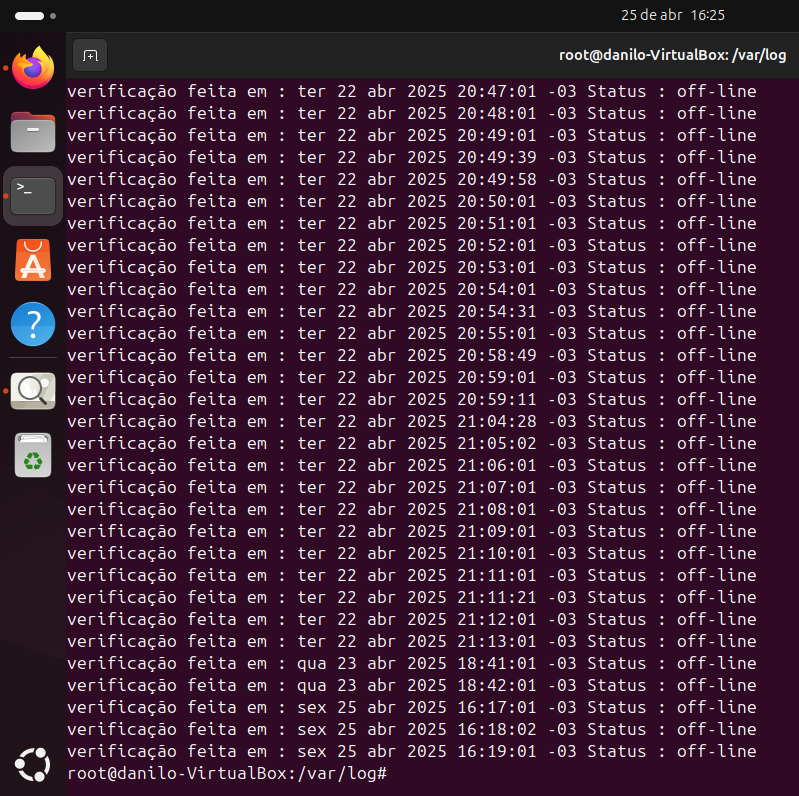 25 de abr 16:25
root@danilo-VirtualBox: /var/log
verificação feita em : ter 22 abr 2025 20:47:01 -03 Status : off-line
verificação feita em : ter 22 abr 2025 20:48:01 -03 Status : off-line
verificação feita em : ter 22 abr 2025 20:49:01 -03 Status : off-line
verificação feita em : ter 22 abr 2025 20:49:39 -03 Status : off-line
verificação feita em : ter 22 abr 2025 20:49:58 -03 Status : off-line
verificação feita em : ter 22 abr 2025 20:50:01 -03 Status : off-line
verificação feita em : ter 22 abr 2025 20:51:01 -03 Status : off-line
verificação feita em : ter 22 abr 2025 20:52:01 -03 Status : off-line
verificação feita em : ter 22 abr 2025 20:53:01 -03 Status : off-line
verificação feita em : ter 22 abr 2025 20:54:01 -03 Status : off-line
verificação feita em : ter 22 abr 2025 20:54:31 -03 Status : off-line
verificação feita em : ter 22 abr 2025 20:55:01 -03 Status : off-line
verificação feita em : ter 22 abr 2025 20:58:49 -03 Status : off-line
verificação feita em : ter 22 abr 2025 20:59:01 -03 Status : off-line
verificação feita em : ter 22 abr 2025 20:59:11 -03 Status : off-line
verificação feita em : ter 22 abr 2025 21:04:28 -03 Status : off-line
verificação feita em : ter 22 abr 2025 21:05:02 -03 Status : off-line
verificação feita em : ter 22 abr 2025 21:06:01 -03 Status : off-line
verificação feita em : ter 22 abr 2025 21:07:01 -03 Status : off-line
verificação feita em : ter 22 abr 2025 21:08:01 -03 Status : off-line
verificação feita em : ter 22 abr 2025 21:09:01 -03 Status : off-line
verificação feita em : ter 22 abr 2025 21:10:01 -03 Status : off-line
verificação feita em : ter 22 abr 2025 21:11:01 -03 Status : off-line
verificação feita em : ter 22 abr 2025 21:11:21 -03 Status : off-line
verificação feita em : ter 22 abr 2025 21:12:01 -03 Status : off-line
verificação feita em : ter 22 abr 2025 21:13:01 -03 Status : off-line
verificação feita em : qua 23 abr 2025 18:41:01 -03 Status : off-line
verificação feita em : qua 23 abr 2025 18:42:01 -03 Status : off-line
verificação feita em : sex 25 abr 2025 16:17:01 -03 Status : off-line
verificação feita em : sex 25 abr 2025 16:18:02 -03 Status : off-line
verificação feita em : sex 25 abr 2025 16:19:01 -03 Status : off-line
root@danilo-VirtualBox:/var/log#